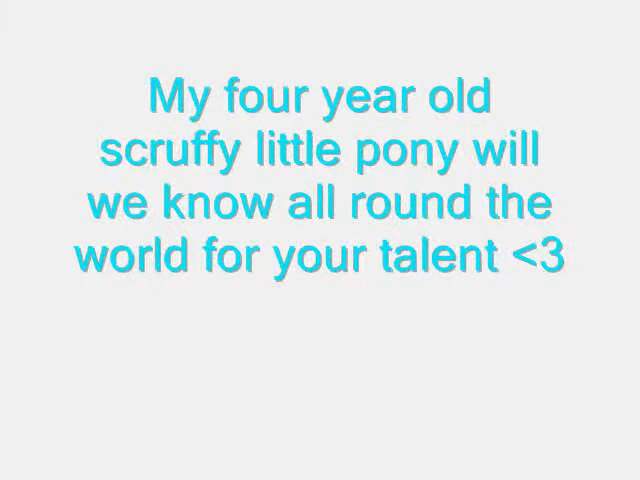 My four year old
scruffy little pony will
we know all round the
world for your talent <3